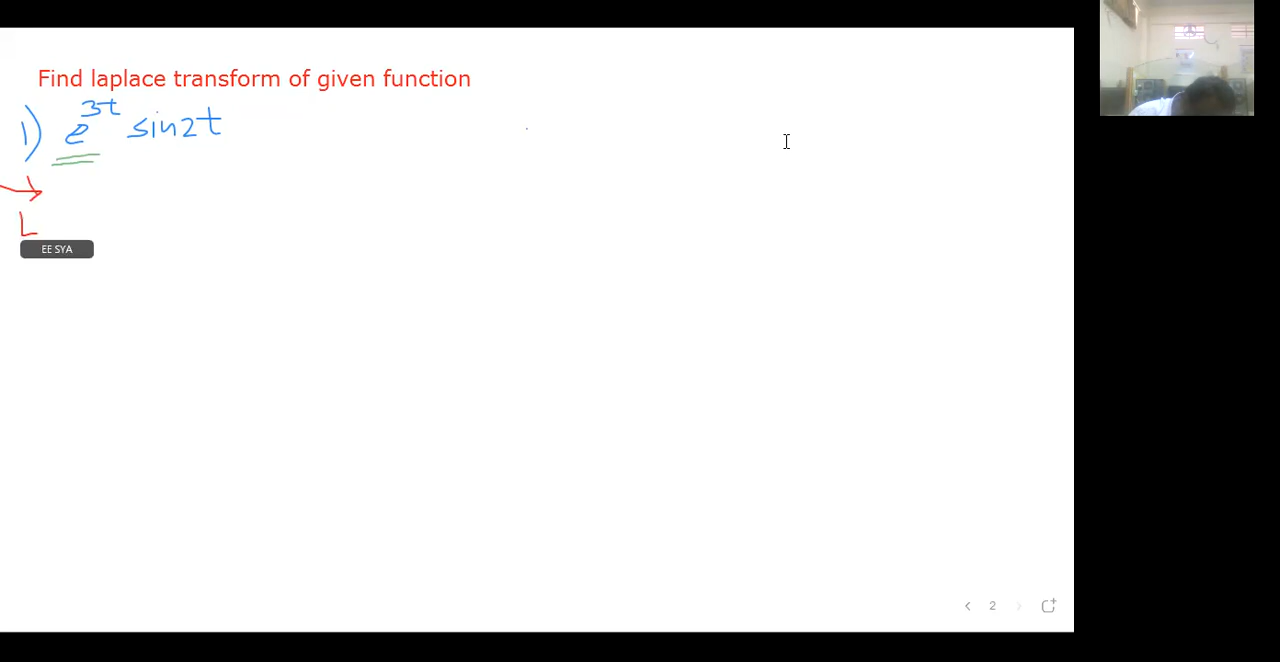 Find laplace transform of given function
1) e^{3t} sin2t
L
EE SYA
2